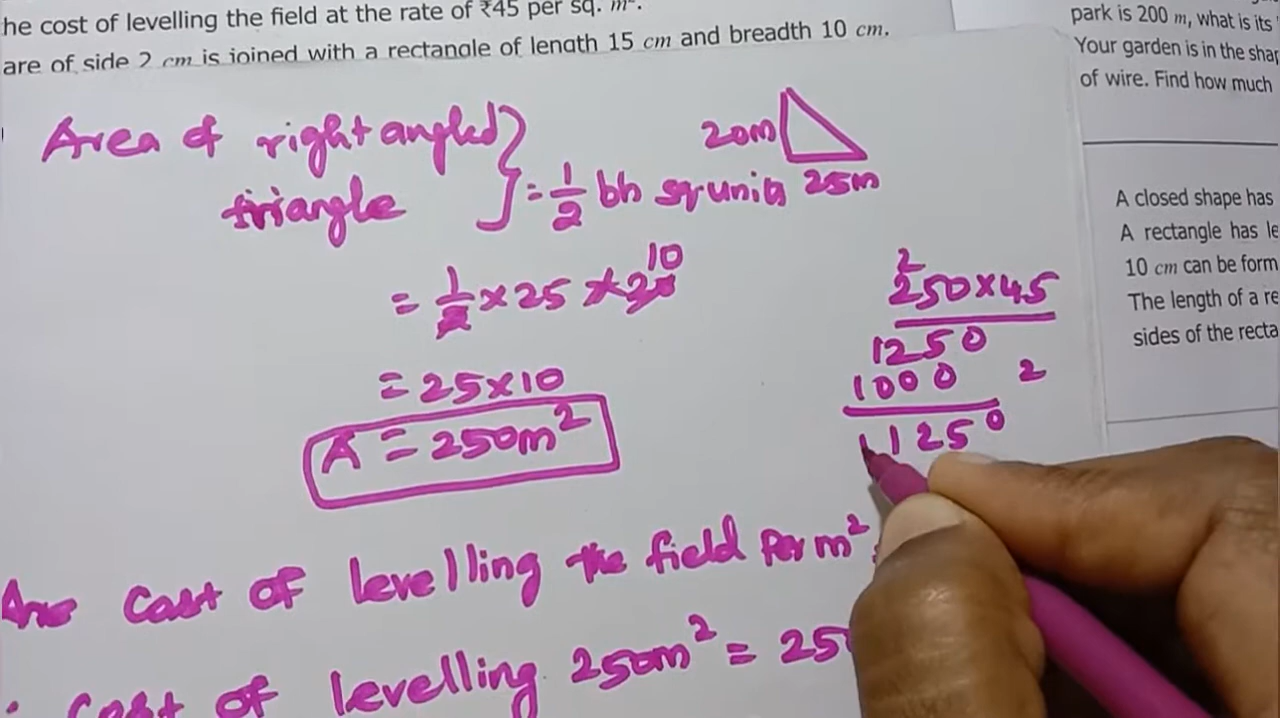 he cost of levelling the field at the rate of ₹45 per sq. m².
are of side 2 cm is joined with a rectangle of length 15 cm and breadth 10 cm.
Area of right angled
triangle } = 1/2 bh sq units
20m
25m
= 1/2 × 25 × 20 10
= 25×10
A = 250m²
2
250×45
1250
1000 2
11250
Ans Cost of levelling the field Per m²
: Cost of levelling 250m² = 25
park is 200 m, what is its
Your garden is in the shap
of wire. Find how much
A closed shape has
A rectangle has le
10 cm can be form
The length of a re
sides of the recta